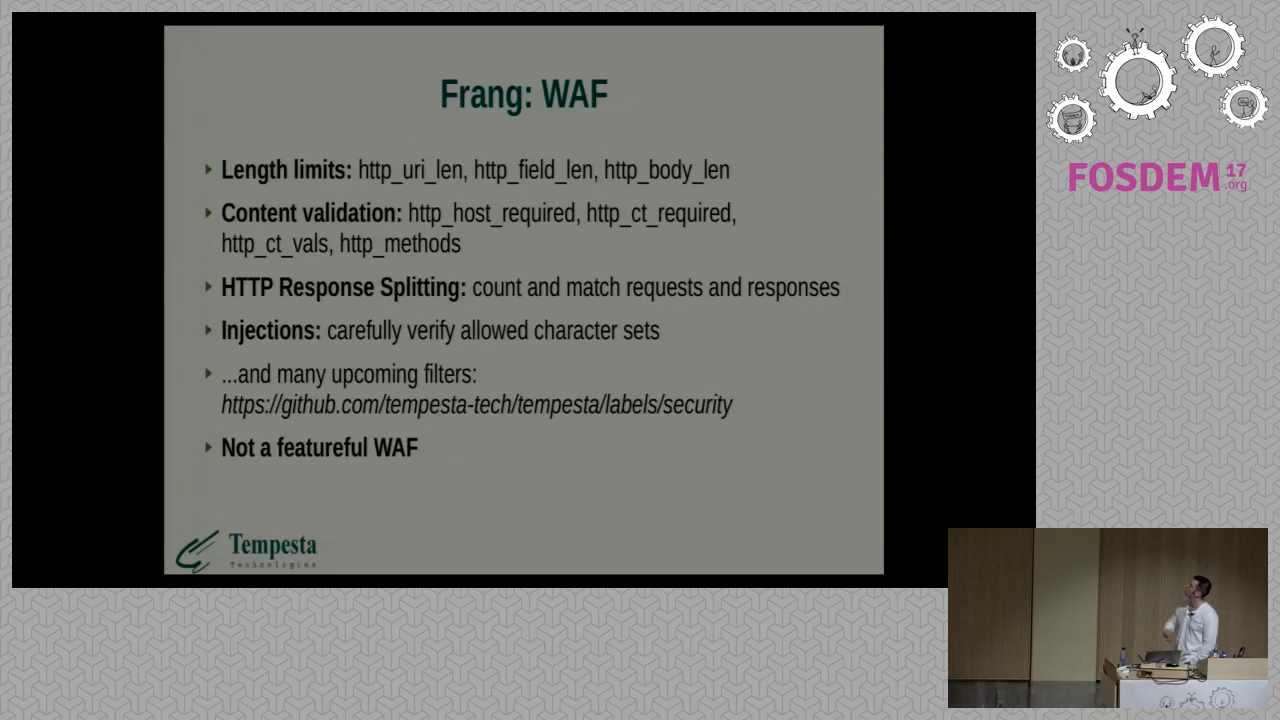 Frang: WAF
Length limits: http_uri_len, http_field_len, http_body_len
Content validation: http_host_required, http_ct_required,
http_ct_vals, http_methods
HTTP Response Splitting: count and match requests and responses
Injections: carefully verify allowed character sets
...and many upcoming filters:
https://github.com/tempesta-tech/tempesta/labels/security
Not a featureful WAF
Tempesta
Technologies
FOSDEM 17
.org